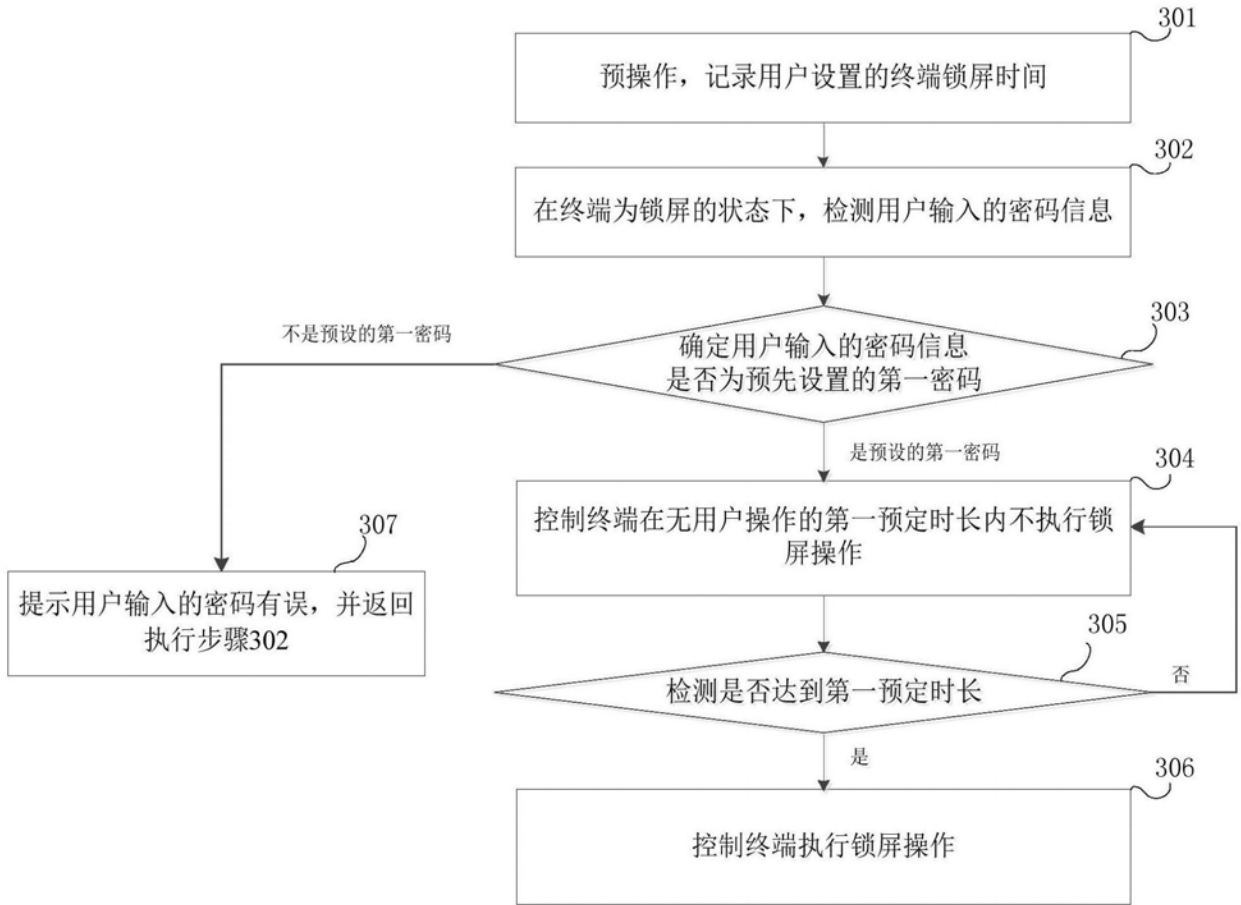 301
预操作，记录用户设置的终端锁屏时间
302
在终端为锁屏的状态下，检测用户输入的密码信息
303
不是预设的第一密码
确定用户输入的密码信息
是否为预先设置的第一密码
是预设的第一密码
304
控制终端在无用户操作的第一预定时长内不执行锁
屏操作
307
提示用户输入的密码有误，并返回
执行步骤302
305
检测是否达到第一预定时长
否
是
306
控制终端执行锁屏操作